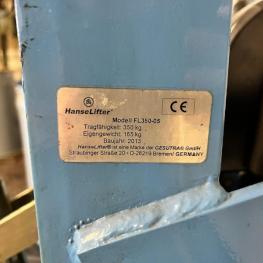 HanseLifter
CE
Modell FL350-05
Tragfähigkeit: 350 kg
Eigengewicht: 165 kg
Baujahr: 2013
HanseLifter® ist eine Marke der GESUTRAS GmbH
Straubinger Straße 20 • D-28219 Bremen/ GERMANY